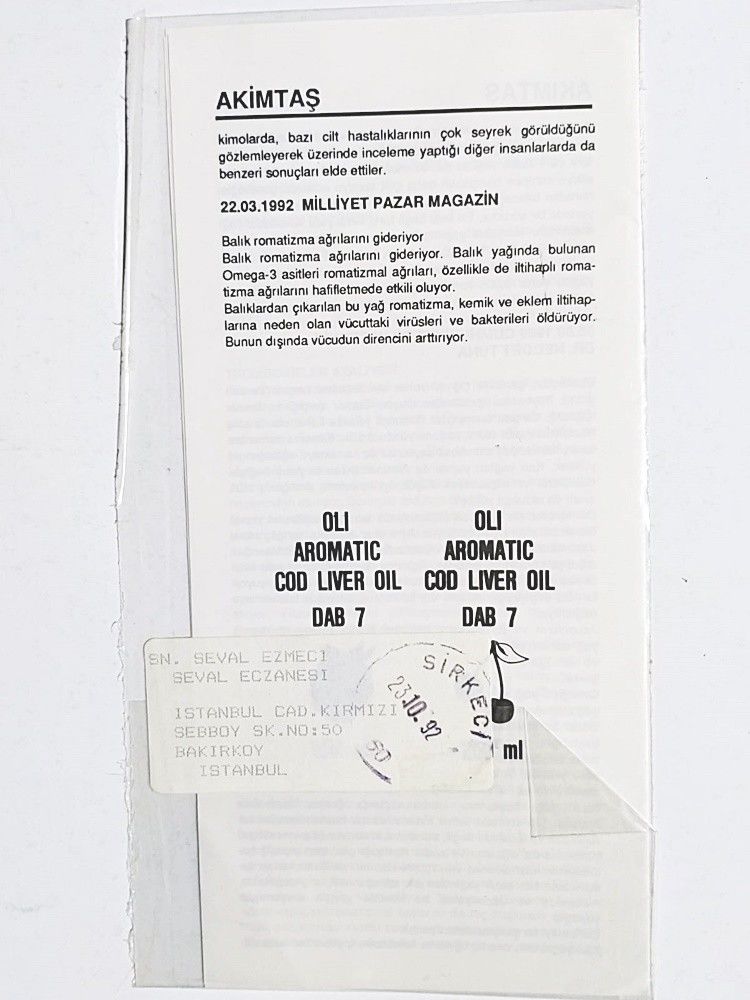 AKİMTAŞ
kimolarda, bazı cilt hastalıklarının çok seyrek görüldüğünü
gözlemleyerek üzerinde inceleme yaptığı diğer insanlarlarda da
benzeri sonuçları elde ettiler.
22.03.1992 MİLLİYET PAZAR MAGAZİN
Balık romatizma ağrılarını gideriyor
Balık romatizma ağrılarını gideriyor. Balık yağında bulunan
Omega-3 asitleri romatizmal ağrıları, özellikle de iltihaplı roma-
tizma ağrılarını hafifletmede etkili oluyor.
Balıklardan çıkarılan bu yağ romatizma, kemik ve eklem iltihap-
larına neden olan vücuttaki virüsleri ve bakterileri öldürüyor.
Bunun dışında vücudun direncini arttırıyor.
OLI
AROMATIC
COD LIVER OIL
DAB 7
OLI
AROMATIC
COD LIVER OIL
DAB 7
ml
SN. SEVAL EZMECİ
SEVAL ECZANESI
ISTANBUL CAD.KIRMIZI
SEBBOY SK.NO:50
BAKIRKOY
ISTANBUL
SİRKECİ
23.10.92